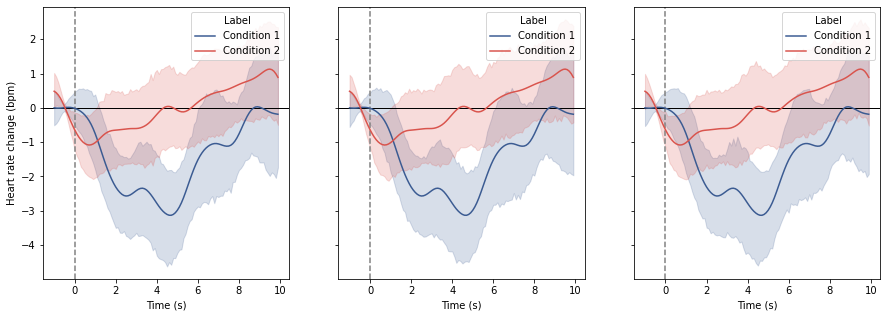 Label
Condition 1
Condition 2
Label
Condition 1
Condition 2
Label
Condition 1
Condition 2
Heart rate change (bpm)
2
1
0
−1
−2
−3
−4
0 2 4 6 8 10
0 2 4 6 8 10
0 2 4 6 8 10
Time (s)
Time (s)
Time (s)